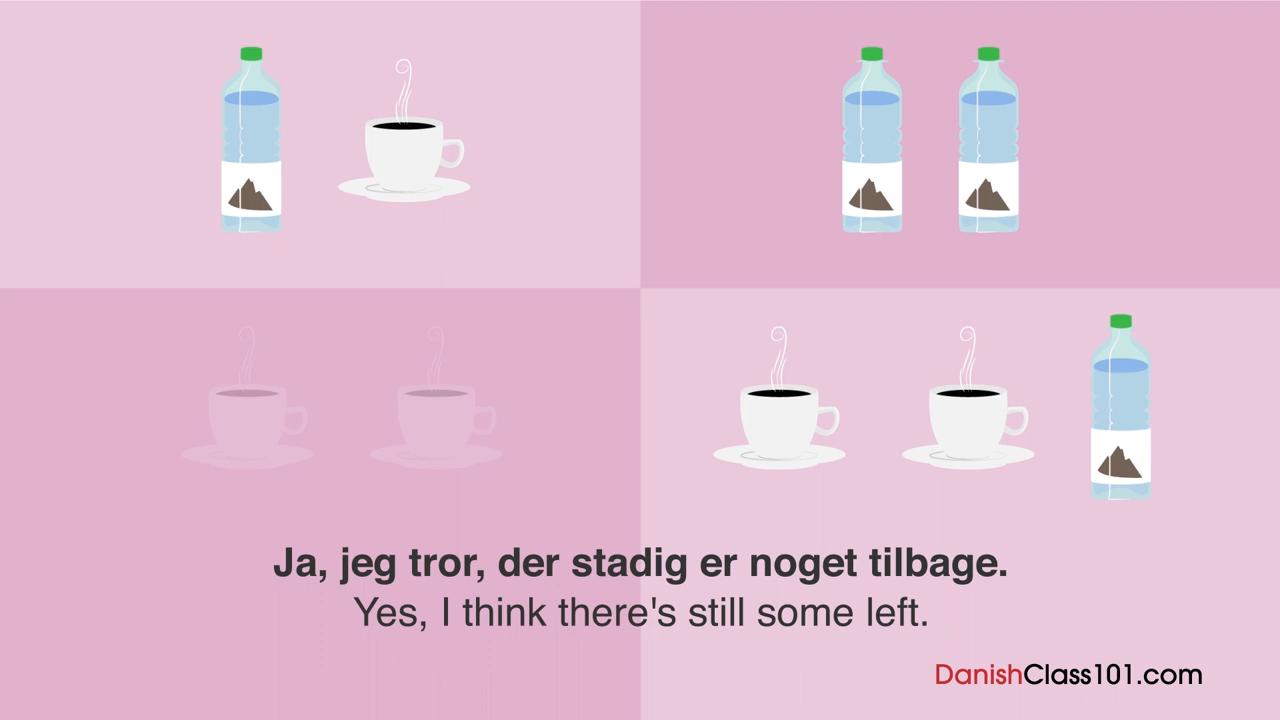 Ja, jeg tror, der stadig er noget tilbage.
Yes, I think there's still some left.
DanishClass101.com